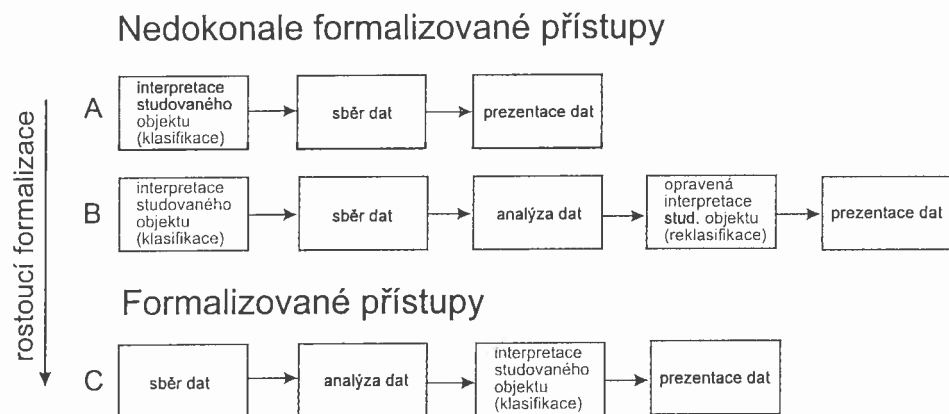 Nedokonale formalizované přístupy
rostoucí formalizace
A
interpretace
studovaného
objektu
(klasifikace)
sběr dat
prezentace dat
B
interpretace
studovaného
objektu
(klasifikace)
sběr dat
analýza dat
opravená
interpretace
stud. objektu
(reklasifikace)
prezentace dat
Formalizované přístupy
C
sběr dat
analýza dat
interpretace
studovaného
objektu
(klasifikace)
prezentace dat